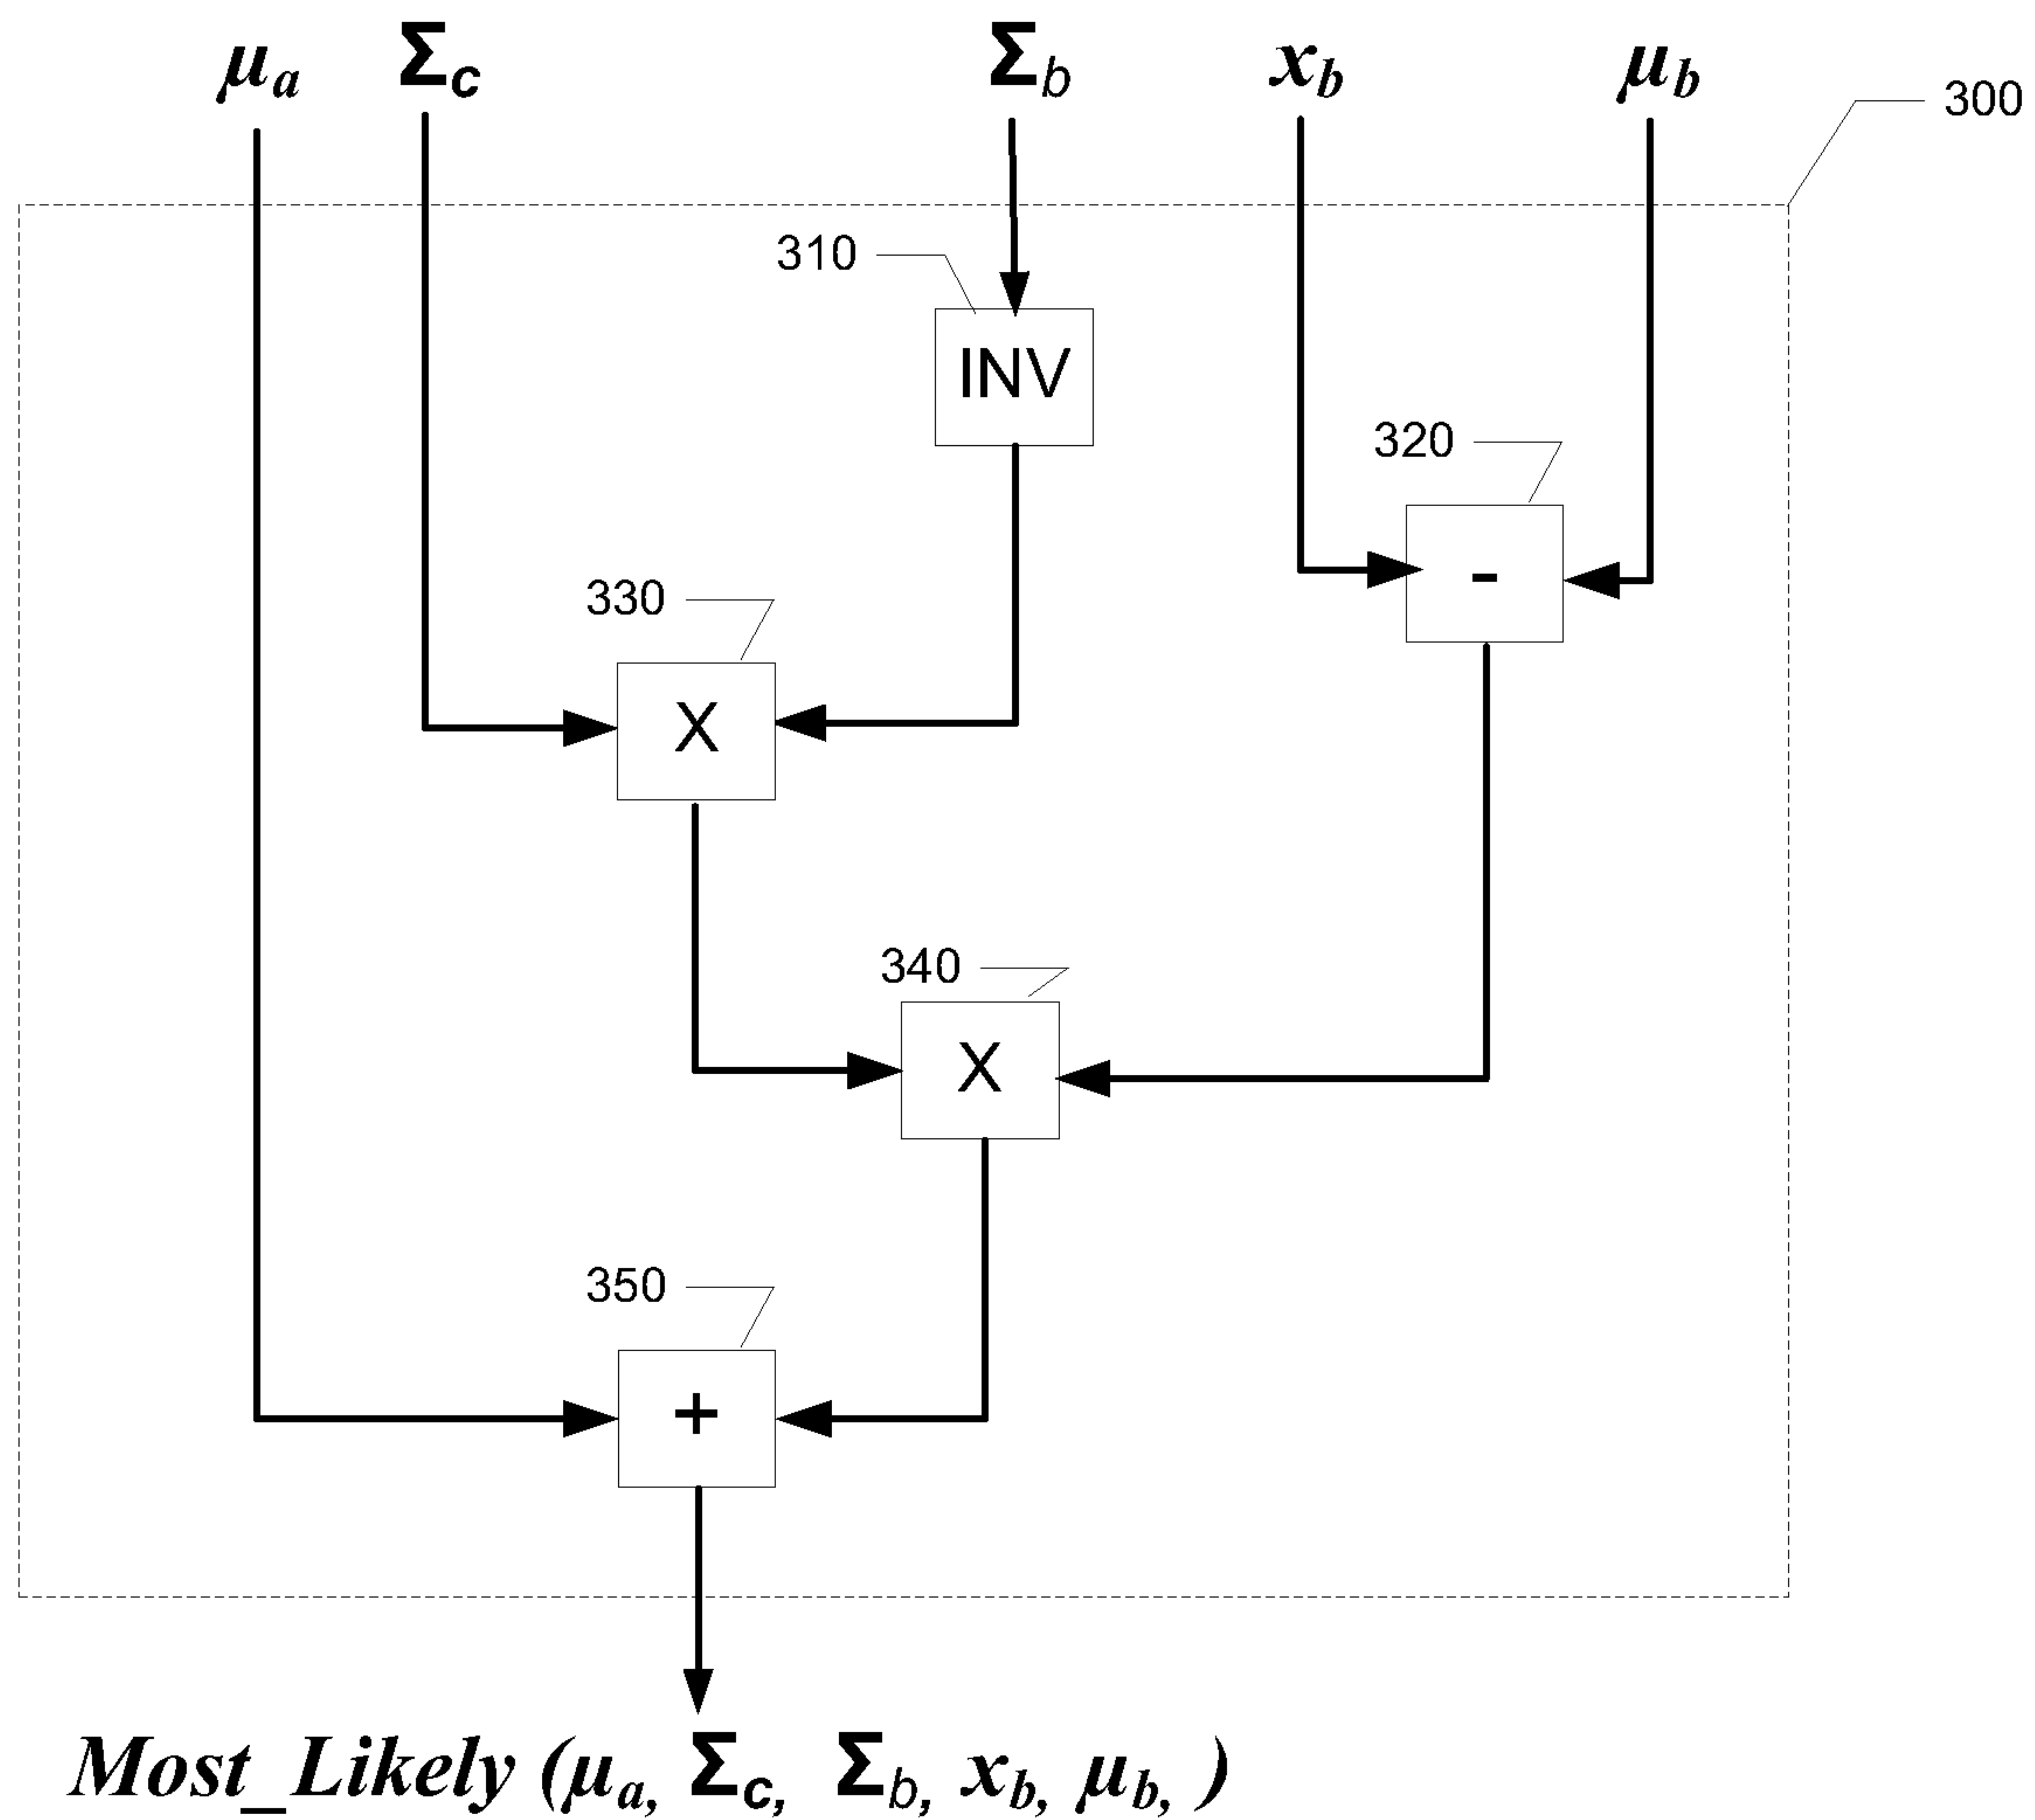 μa Σc Σb xb μb
300
310
INV
320
-
330
X
340
X
350
+
Most_Likely (μa, Σc, Σb, xb, μb, )